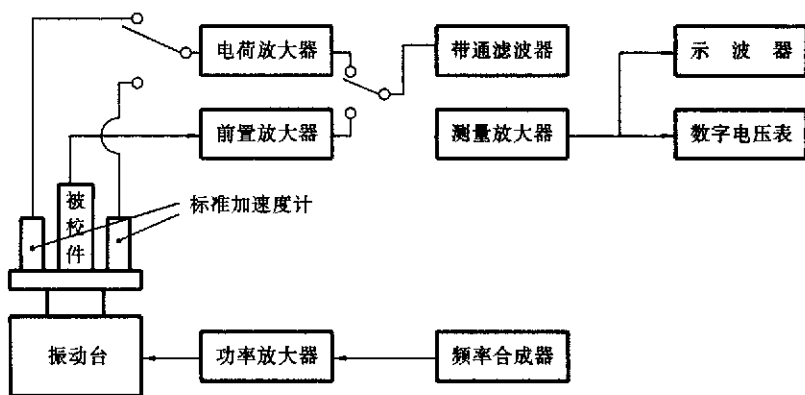 电荷放大器
带通滤波器
示波器
前置放大器
测量放大器
数字电压表
被校件
标准加速度计
振动台
功率放大器
频率合成器